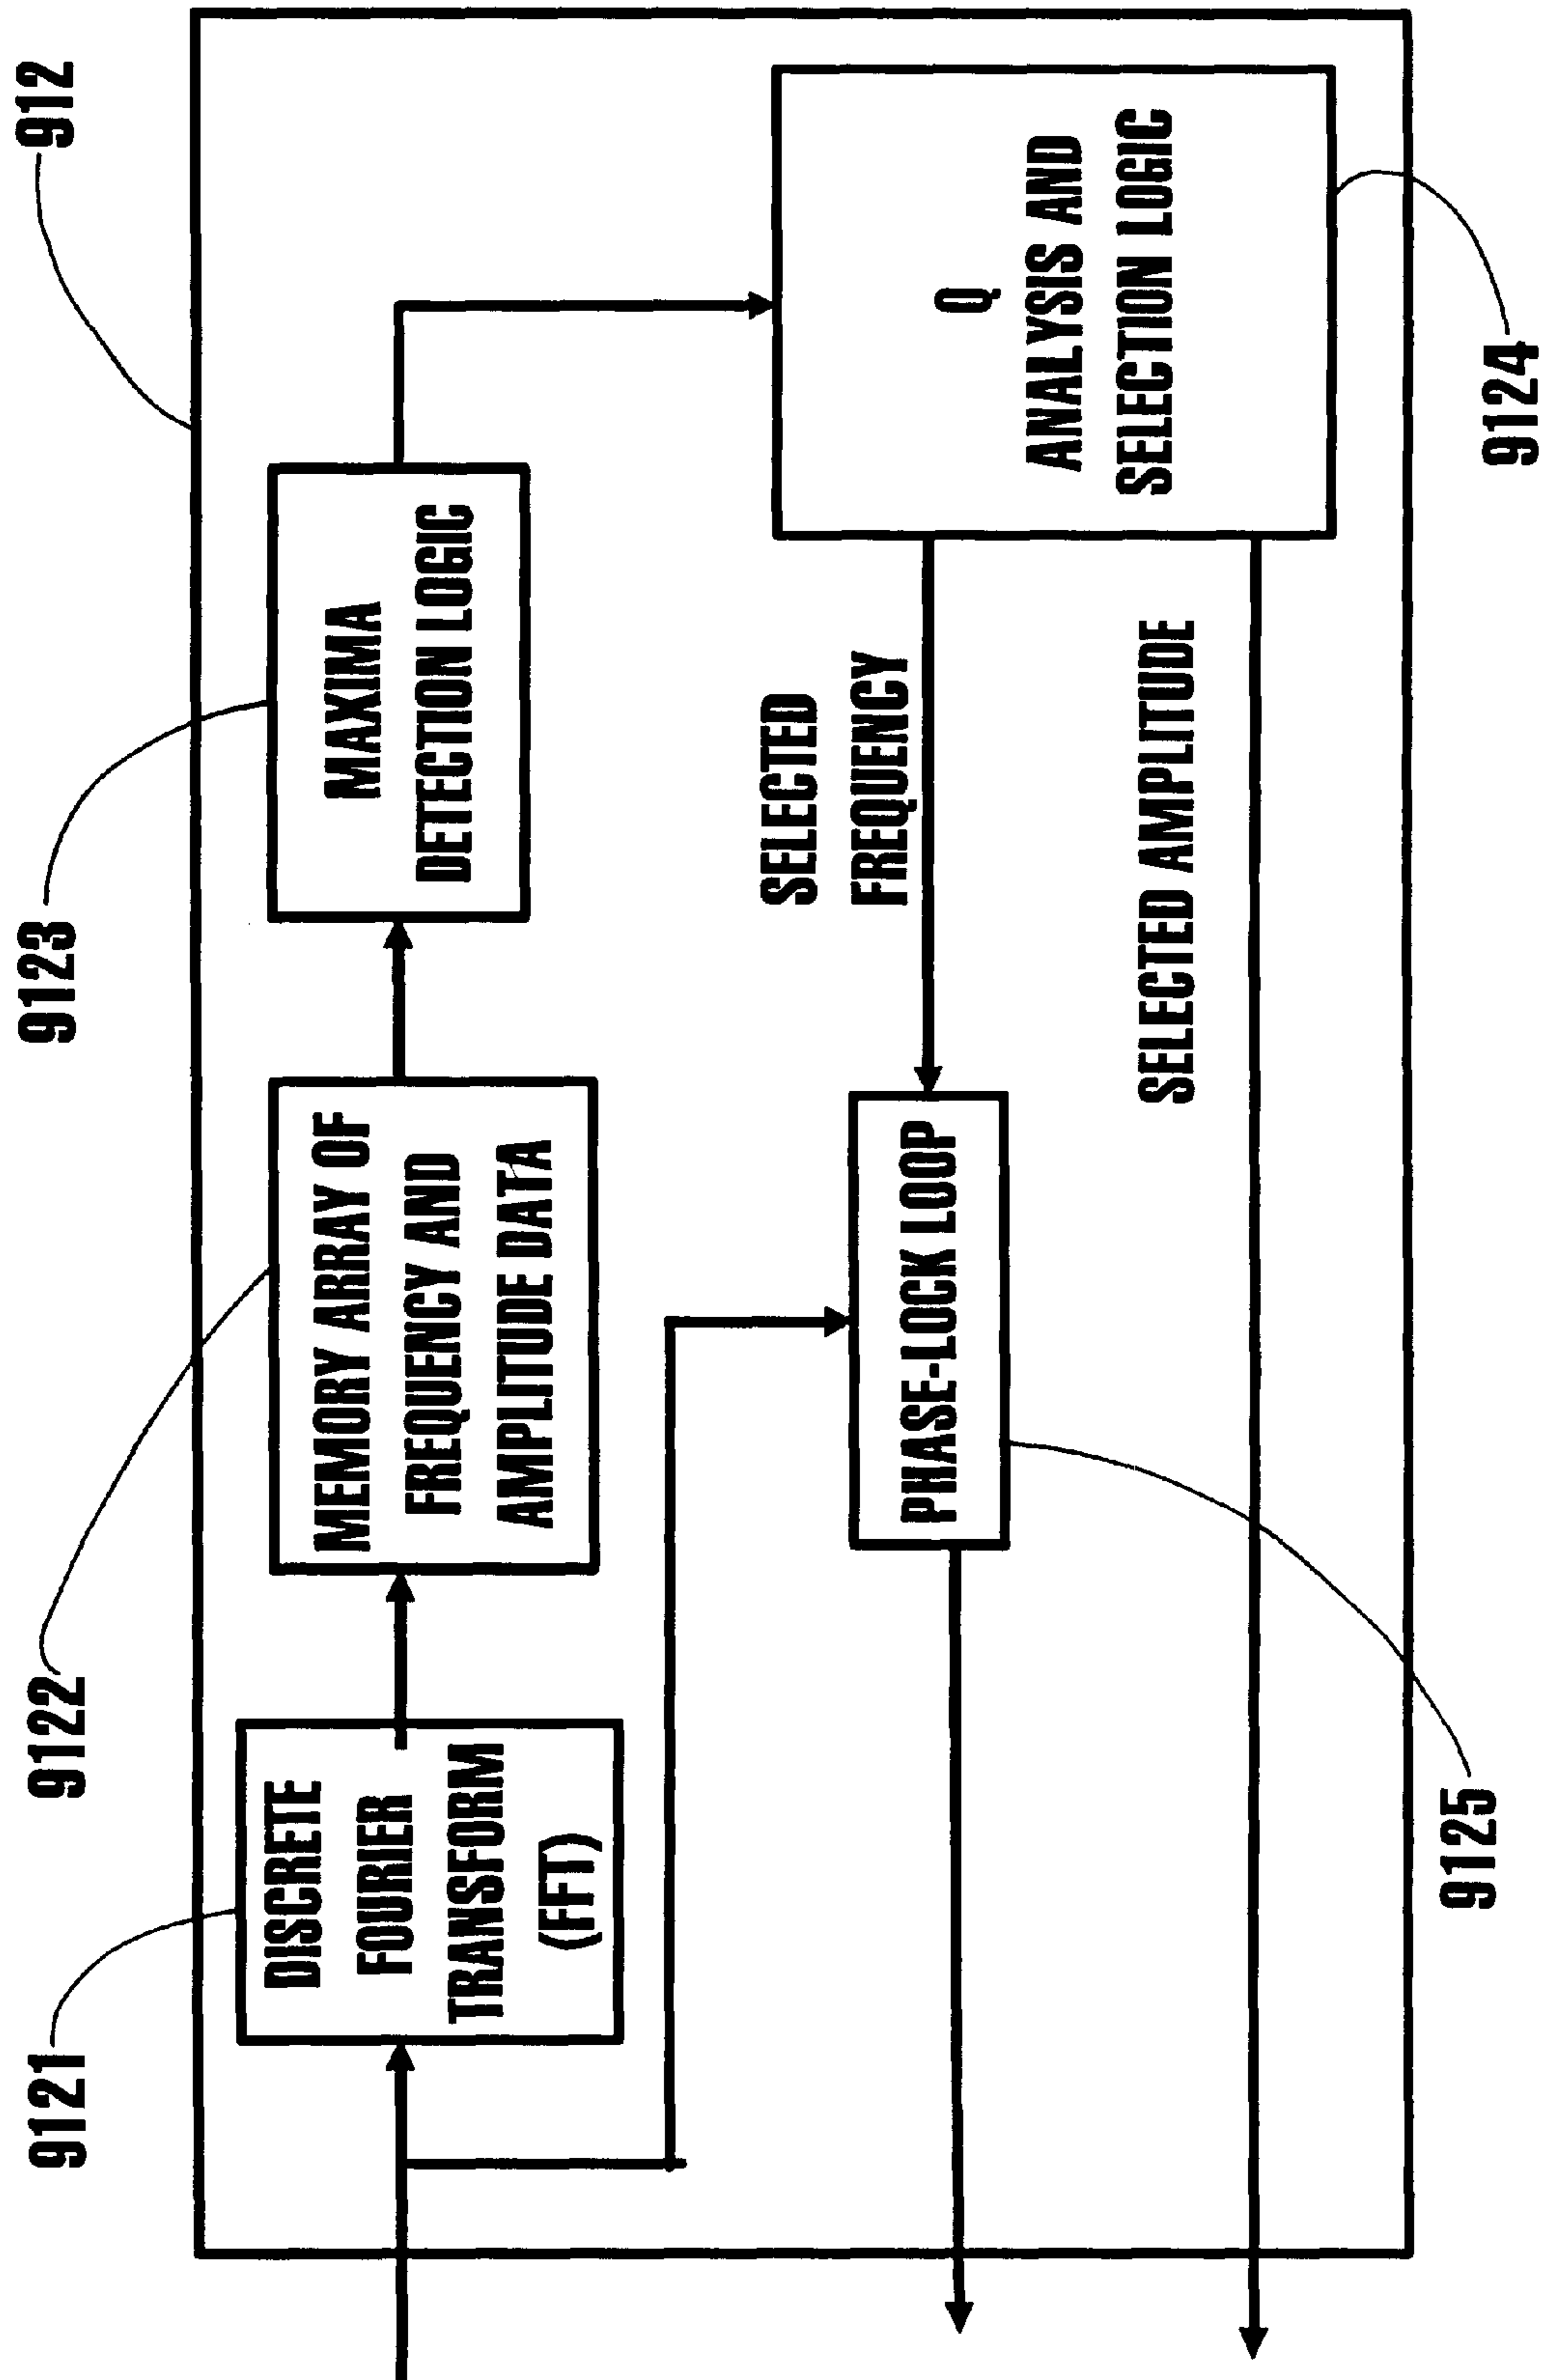 912
9123
9122
9121
DISCRETE
FOURIER
TRANSFORM
(FFT)
MEMORY ARRAY OF
FREQUENCY AND
AMPLITUDE DATA
MAXIMA
DETECTION LOGIC
SELECTED
FREQUENCY
PHASE-LOCK LOOP
Q
ANALYSIS AND
SELECTION LOGIC
SELECTED AMPLITUDE
9125
9124